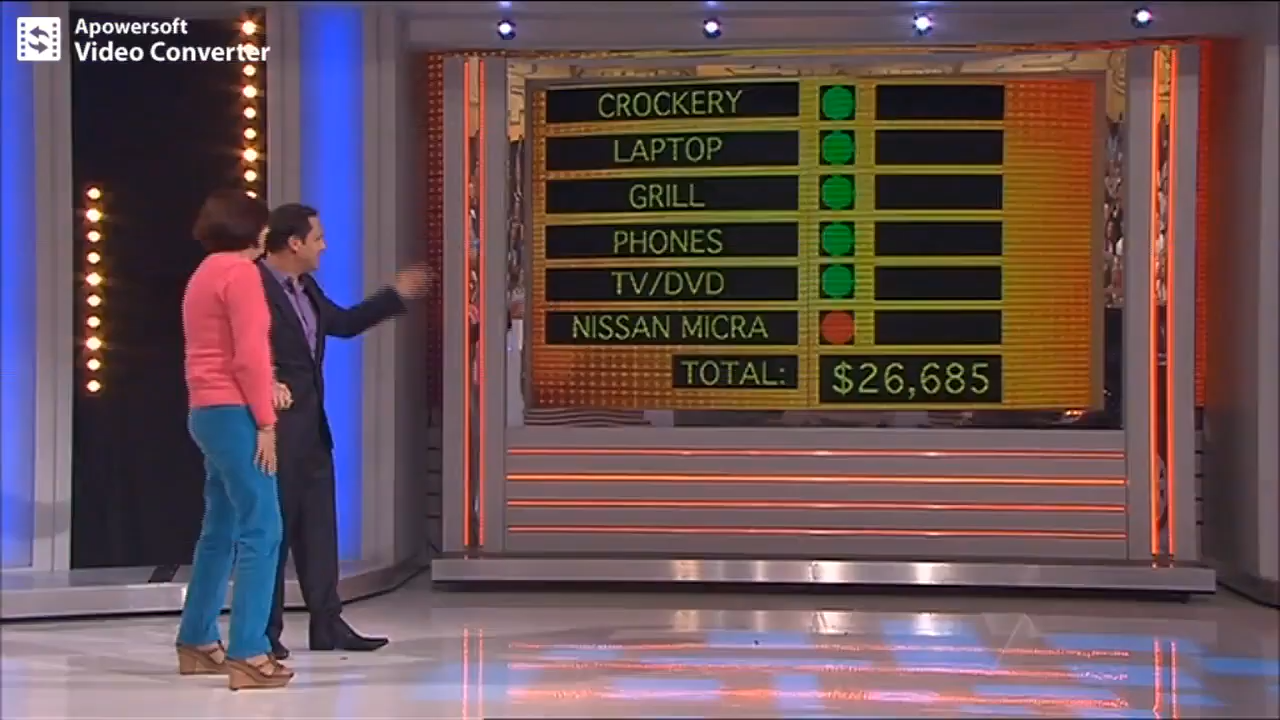 Apowersoft
Video Converter
CROCKERY
LAPTOP
GRILL
PHONES
TV/DVD
NISSAN MICRA
TOTAL: $26,685